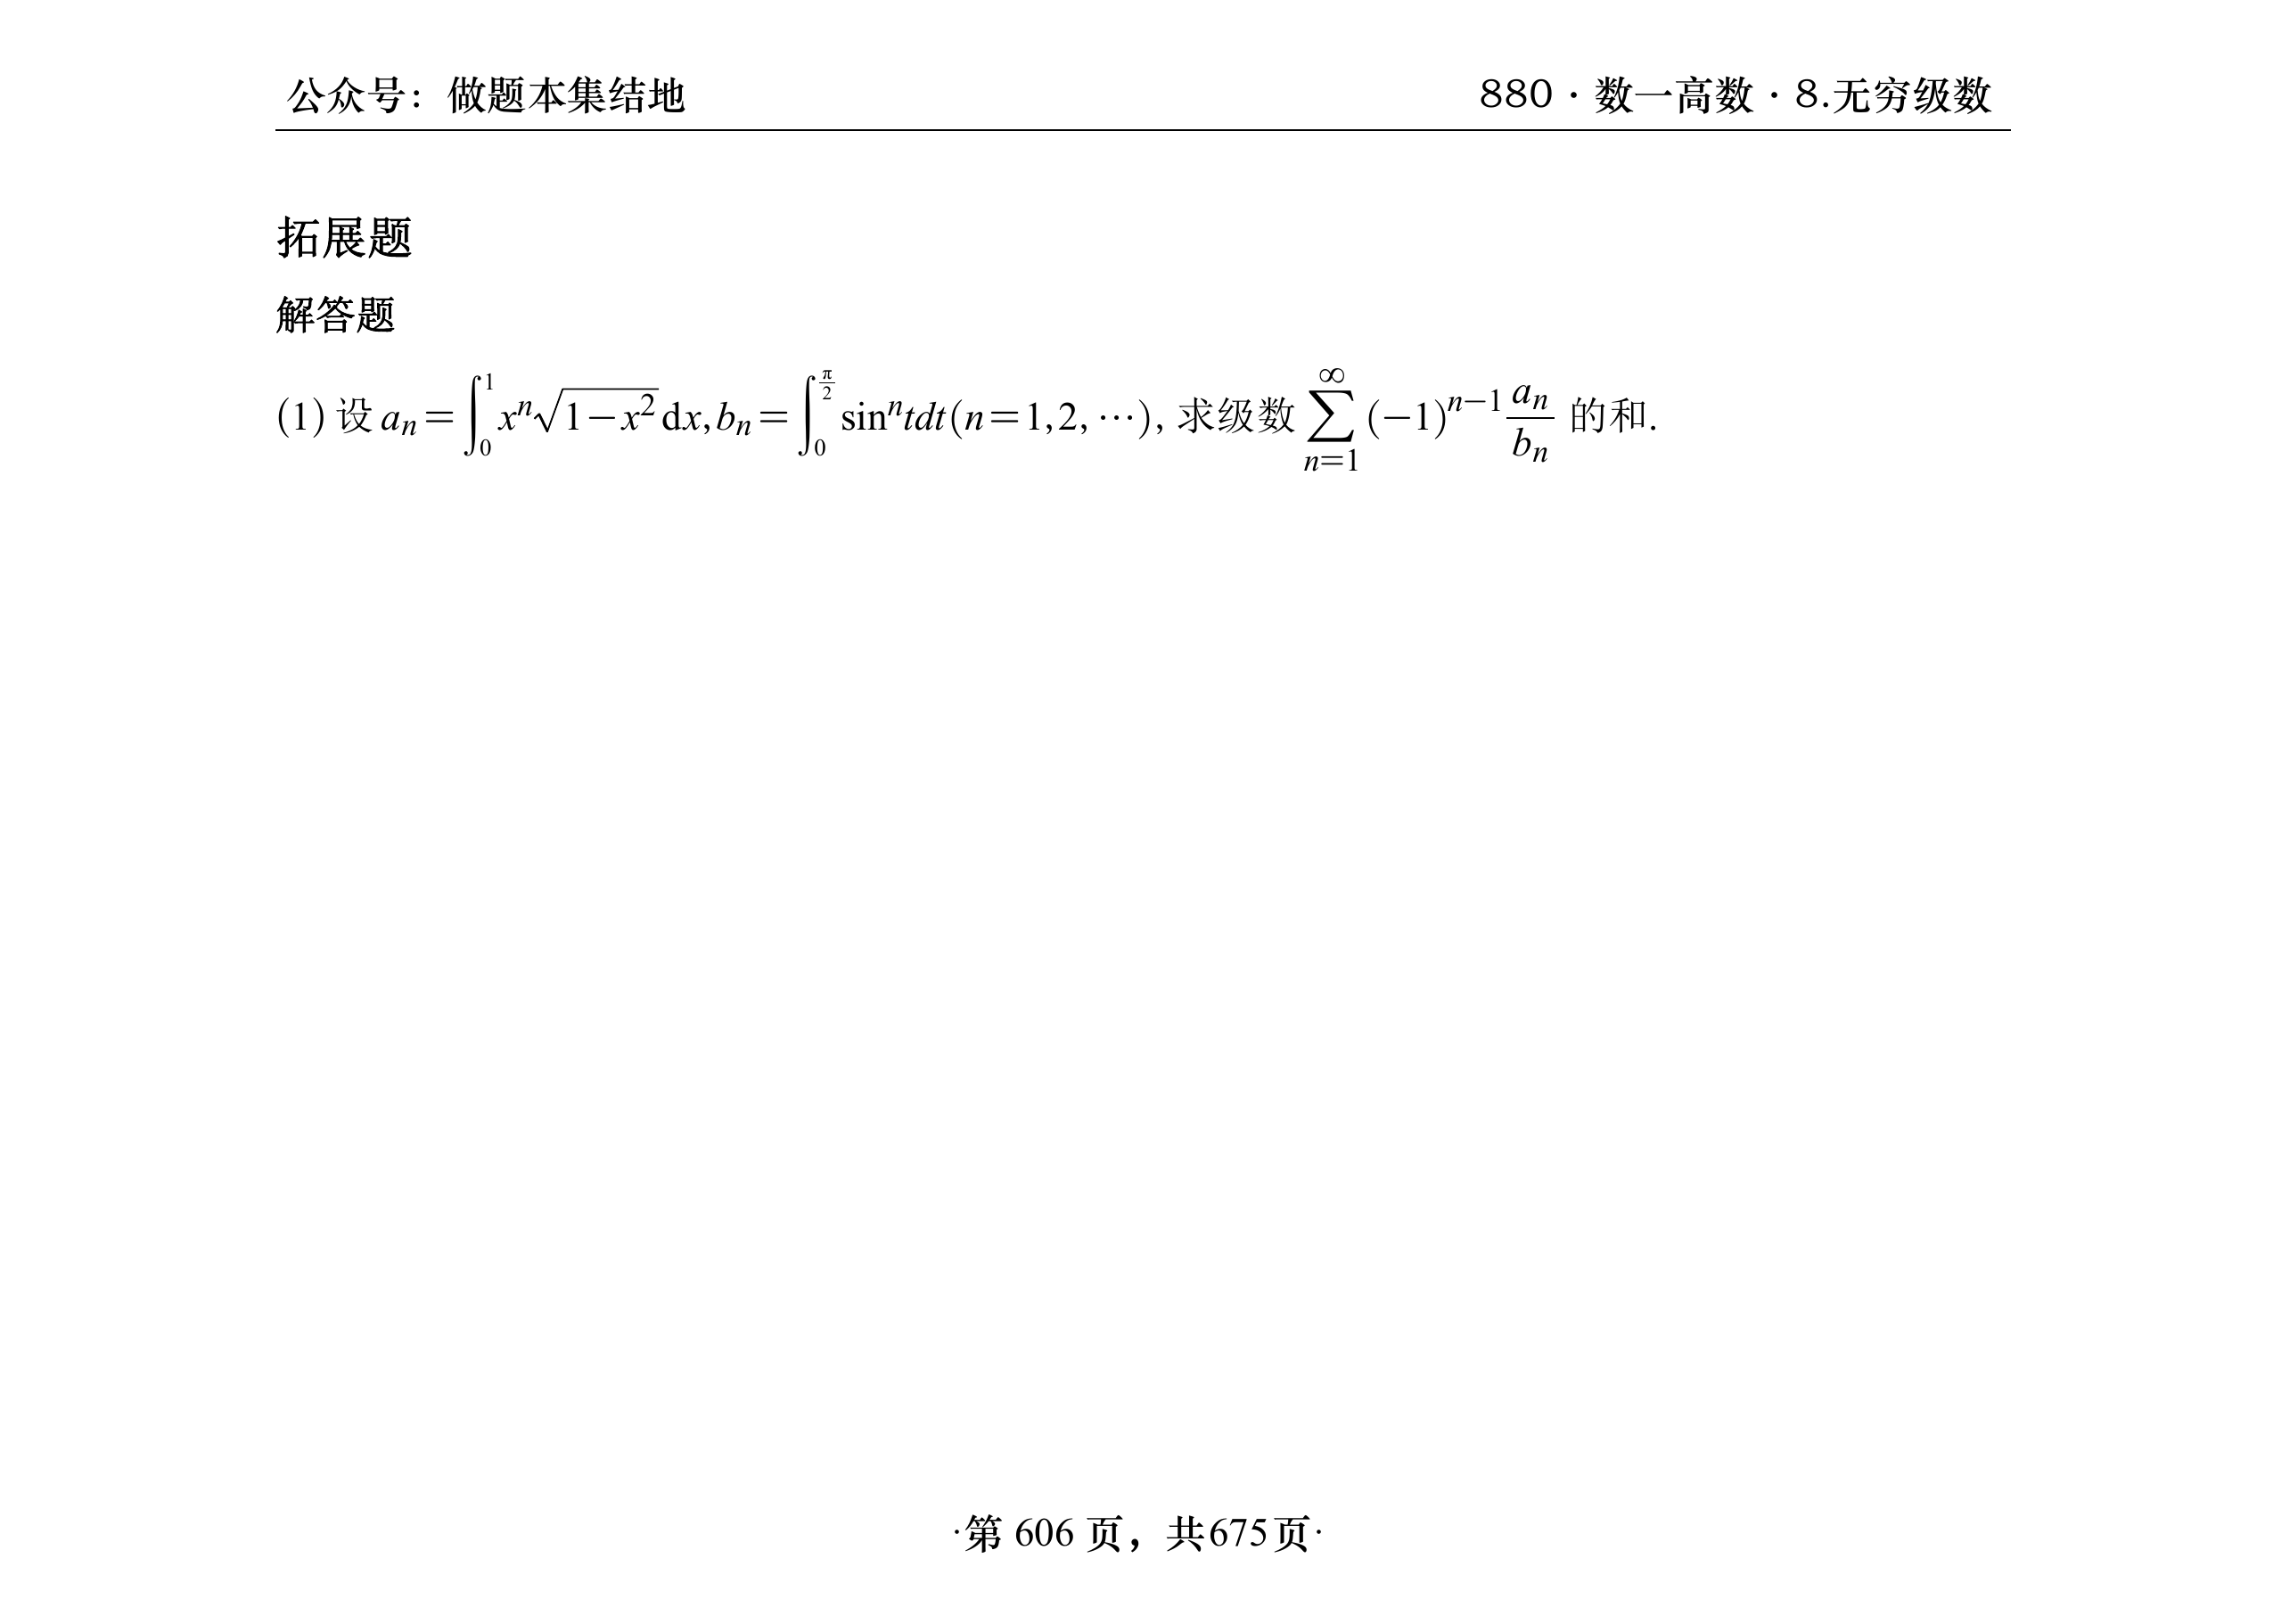 公众号：做题本集结地 880·数一高数·8.无穷级数
拓展题
解答题
(1) 设 $a_n=\int_0^1 x^n\sqrt{1-x^2}\,\mathrm{d}x, b_n=\int_0^{\frac{\pi}{2}}\sin^n tdt(n=1,2,\cdots)$, 求级数 $\sum_{n=1}^{\infty}(-1)^{n-1}\frac{a_n}{b_n}$ 的和.
·第 606 页，共675页·